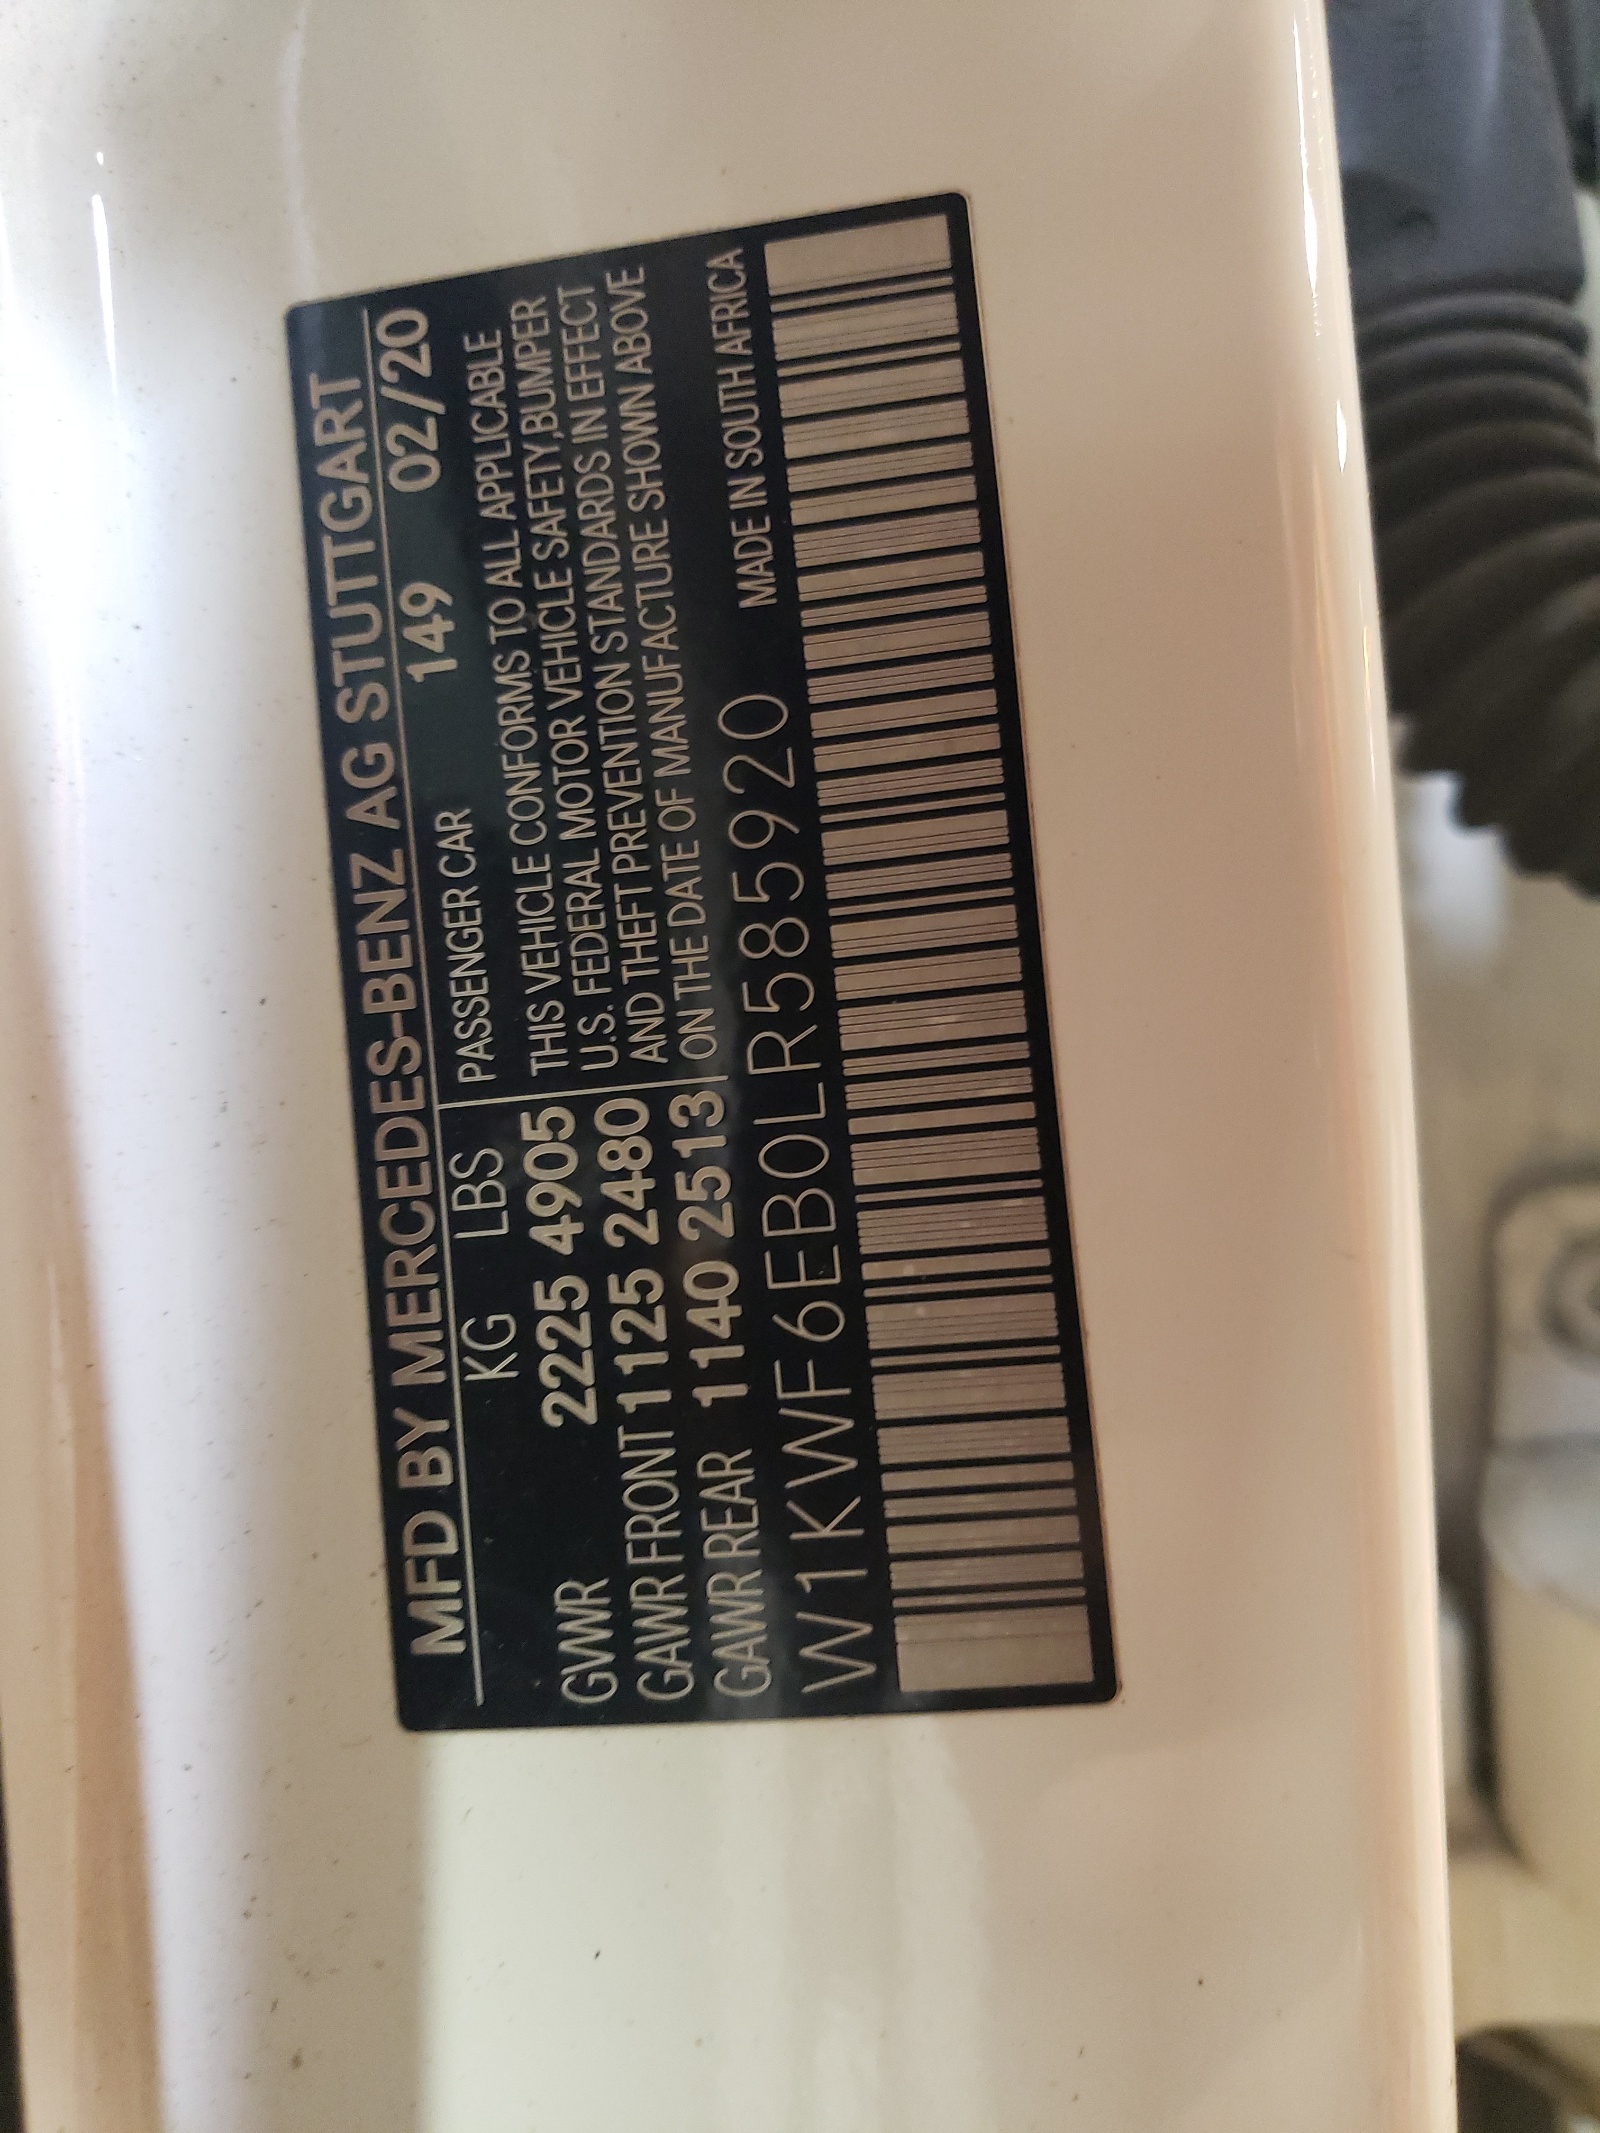 MFD BY MERCEDES-BENZ AG STUTTGART
KG LBS PASSENGER CAR 149 02/20
GVWR 2225 4905 THIS VEHICLE CONFORMS TO ALL APPLICABLE
U.S. FEDERAL MOTOR VEHICLE SAFETY,BUMPER
GAWR FRONT 1125 2480 AND THEFT PREVENTION STANDARDS IN EFFECT
GAWR REAR 1140 2513 ON THE DATE OF MANUFACTURE SHOWN ABOVE
W1KWF6EB0LR585920 MADE IN SOUTH AFRICA